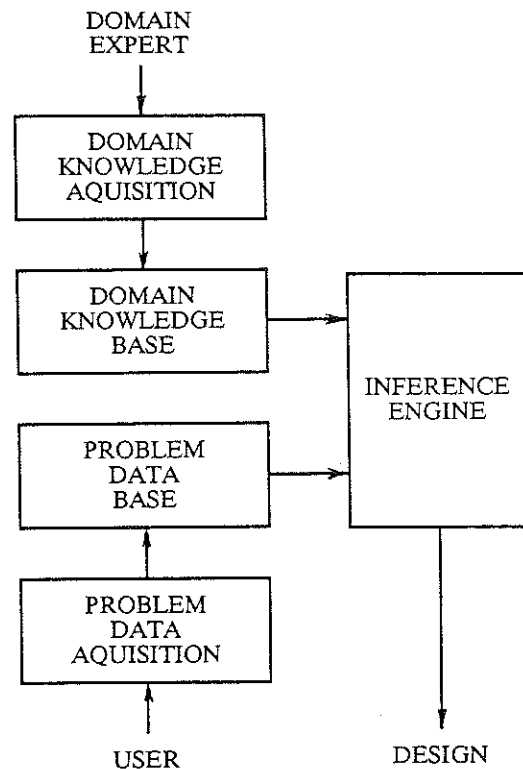 DOMAIN
EXPERT
DOMAIN
KNOWLEDGE
AQUISITION
DOMAIN
KNOWLEDGE
BASE
INFERENCE
ENGINE
PROBLEM
DATA
BASE
PROBLEM
DATA
AQUISITION
USER
DESIGN